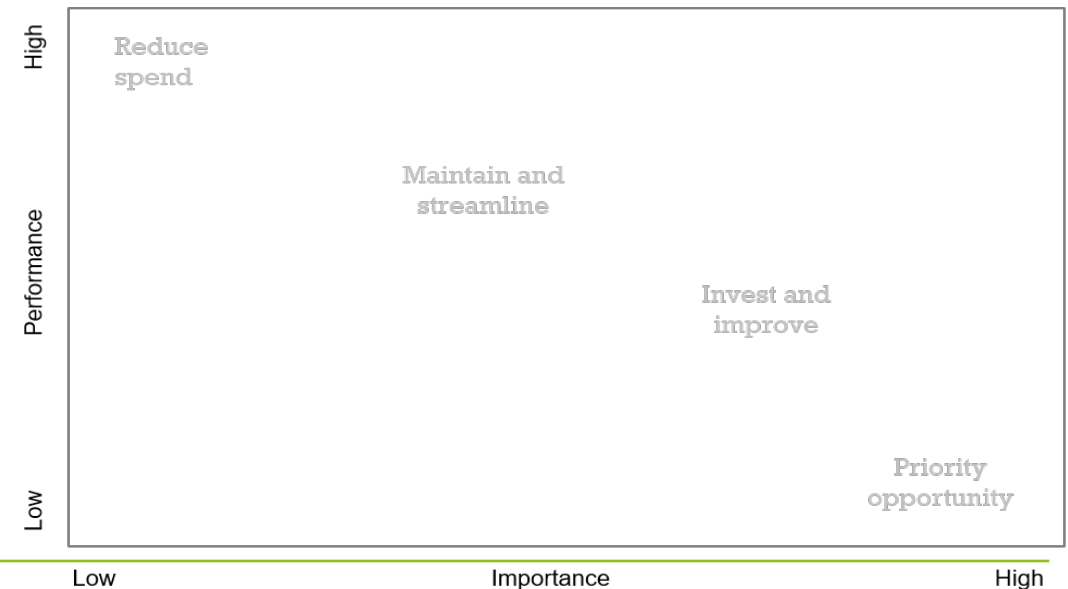 High
Reduce
spend
Maintain and
streamline
Performance
Invest and
improve
Priority
opportunity
Low
Low
Importance
High